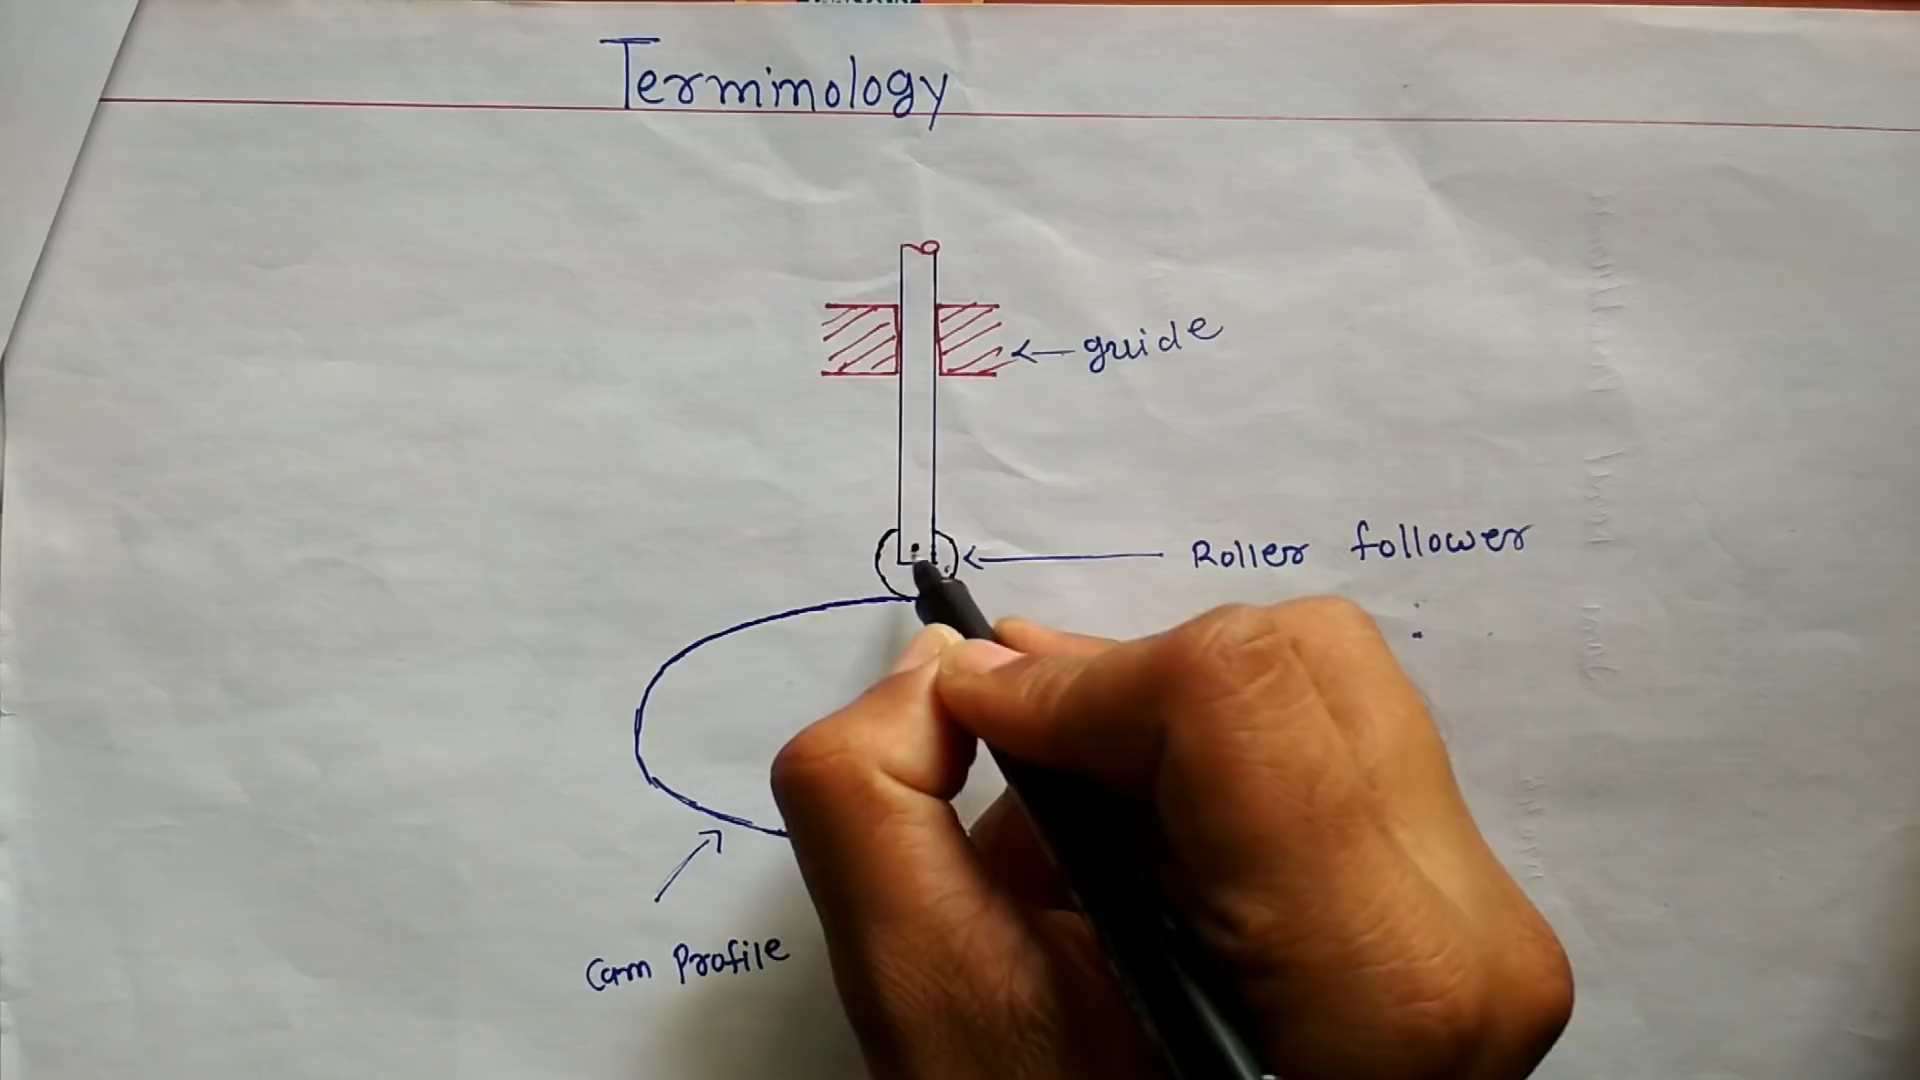 Terminology
guide
Roller follower
Cam Profile